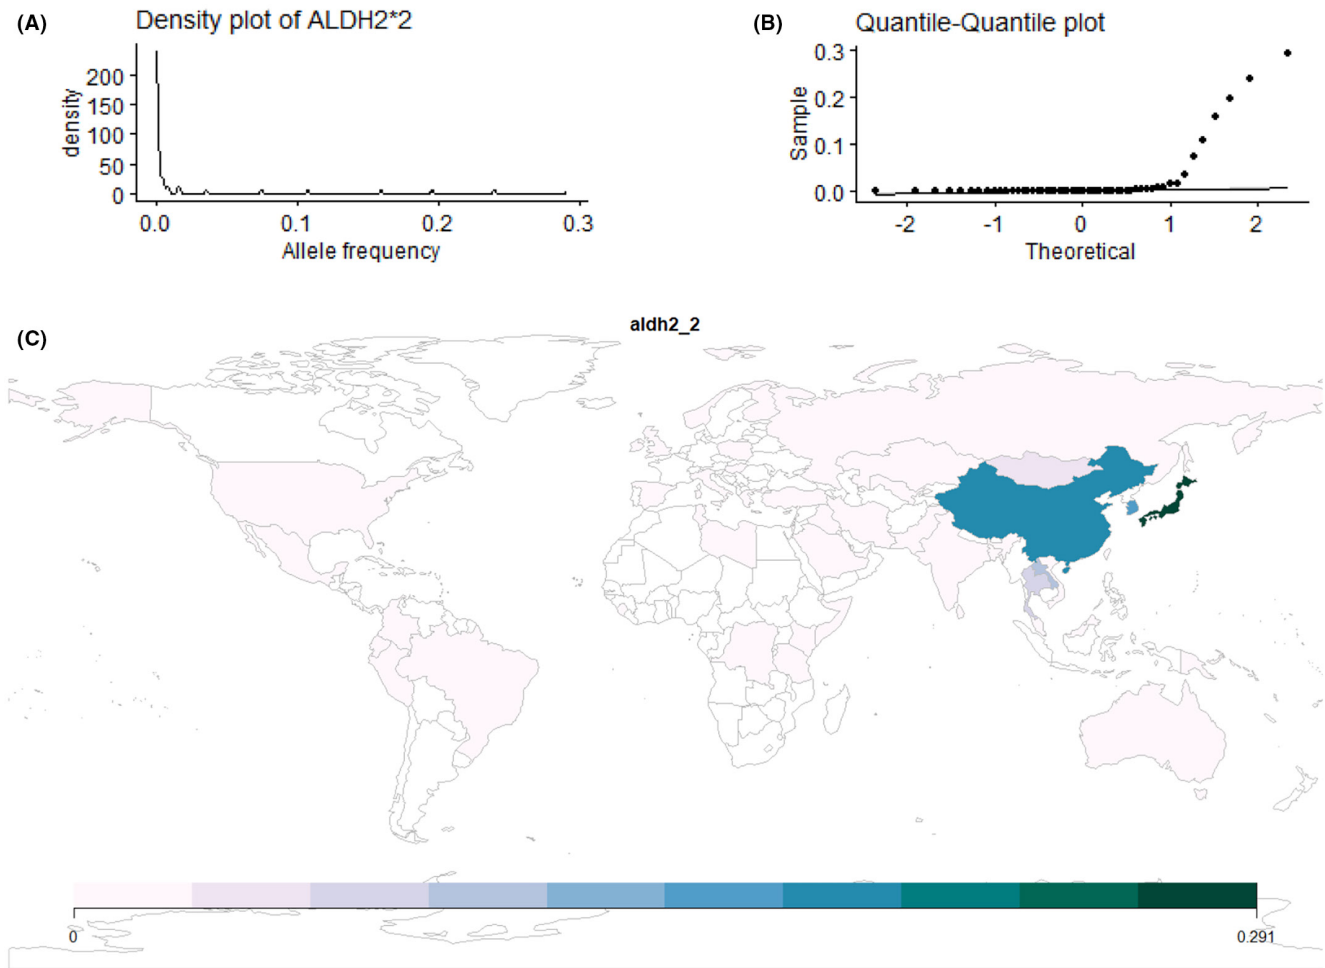 (A)
Density plot of ALDH2*2
density
200
150
100
50
0
0.0 0.1 0.2 0.3
Allele frequency
(B)
Quantile-Quantile plot
Sample
0.3
0.2
0.1
0.0
-2 -1 0 1 2
Theoretical
(C)
aldh2_2
0 0.291